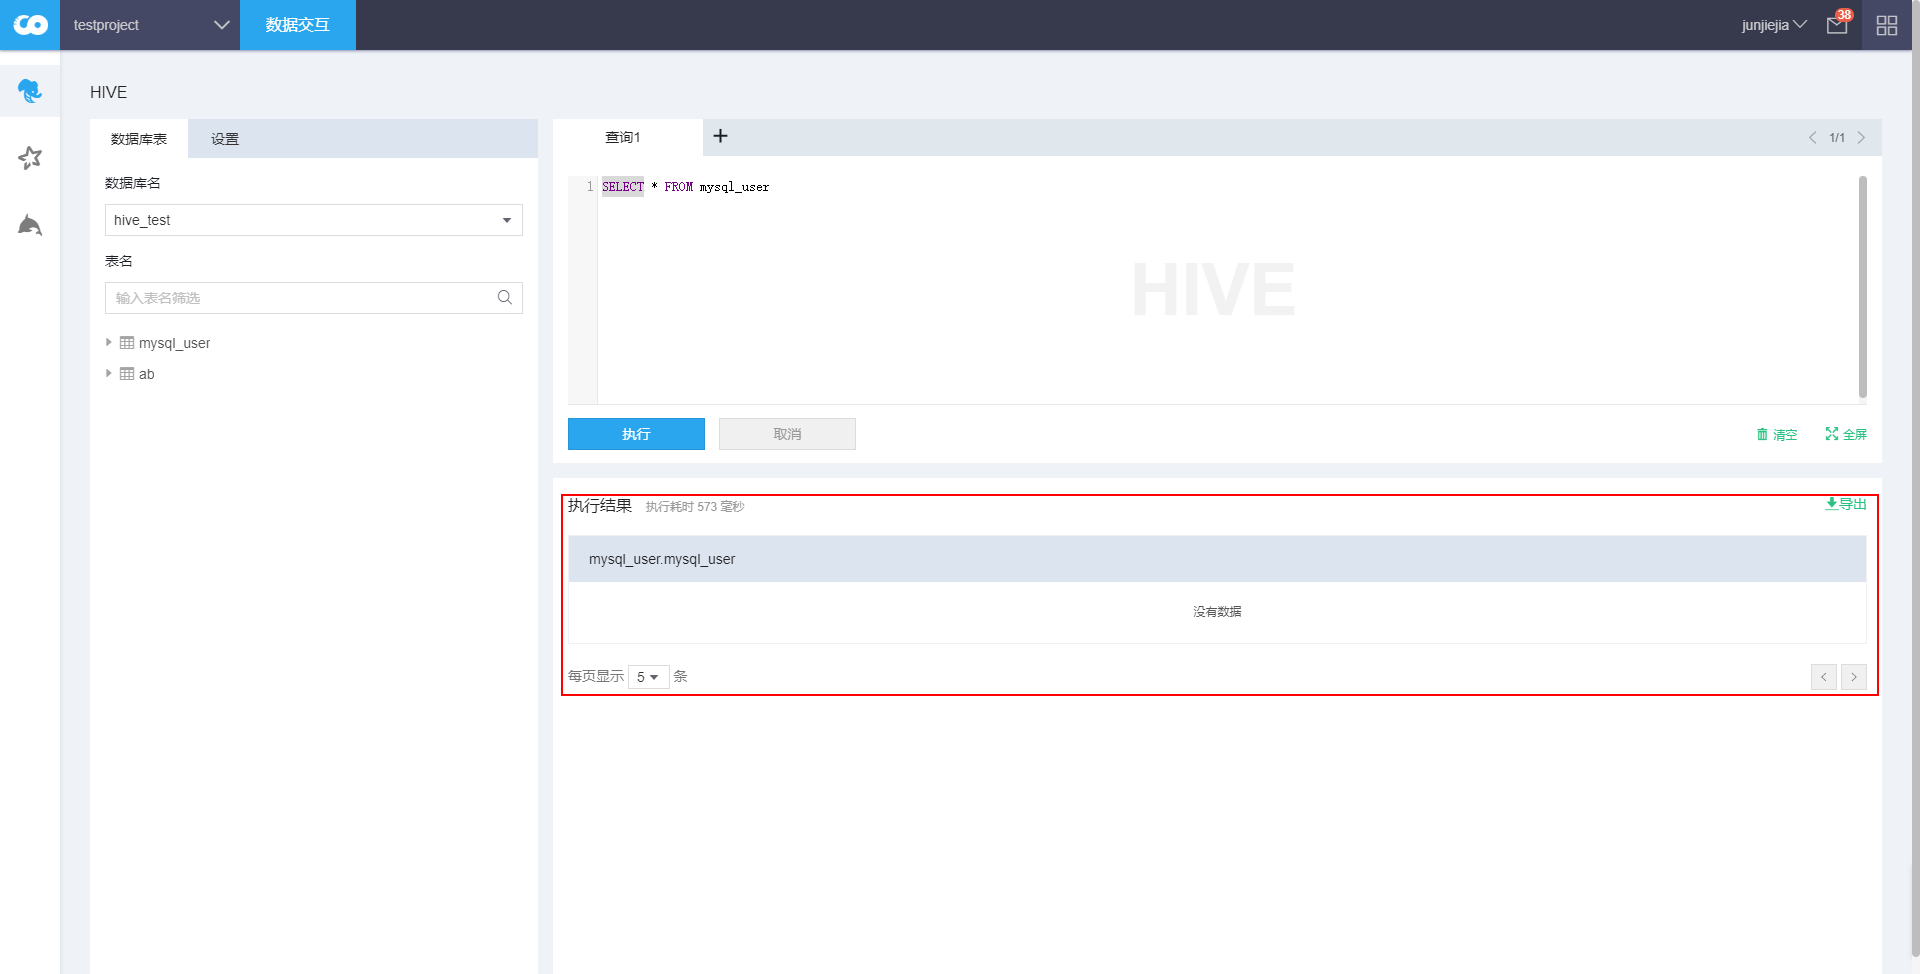 testproject
数据交互
junjiejia
38
HIVE
数据库表
设置
数据库名
hive_test
表名
输入表名筛选
mysql_user
ab
查询1
+
1/1
1
SELECT * FROM mysql_user
HIVE
执行
取消
清空
全屏
执行结果
执行耗时 573 毫秒
导出
mysql_user.mysql_user
没有数据
每页显示 5 条